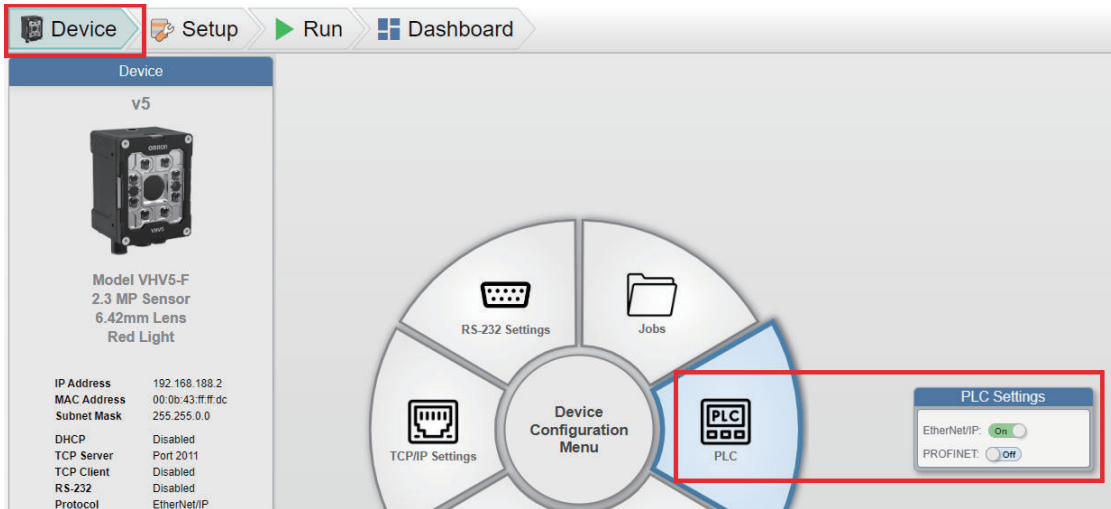 Device
Setup
Run
Dashboard
Device
v5
OMRON
VHV5
Model VHV5-F
2.3 MP Sensor
6.42mm Lens
Red Light
IP Address 192.168.188.2
MAC Address 00:0b:43:ff:ff:dc
Subnet Mask 255.255.0.0
DHCP Disabled
TCP Server Port 2011
TCP Client Disabled
RS-232 Disabled
Protocol EtherNet/IP
RS-232 Settings
Jobs
TCP/IP Settings
Device
Configuration
Menu
PLC
PLC
PLC Settings
EtherNet/IP: On
PROFINET: Off